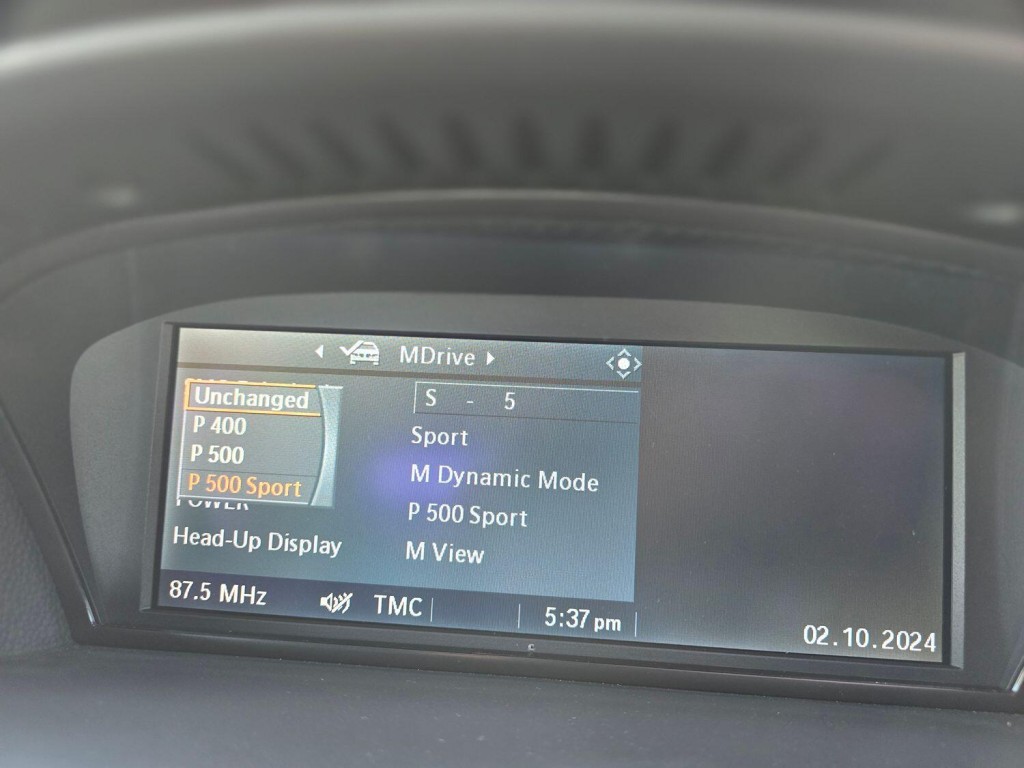 MDrive
Unchanged
P 400
P 500
P 500 Sport
POWER
Head-Up Display
S - 5
Sport
M Dynamic Mode
P 500 Sport
M View
87.5 MHz
TMC
5:37 pm
02.10.2024